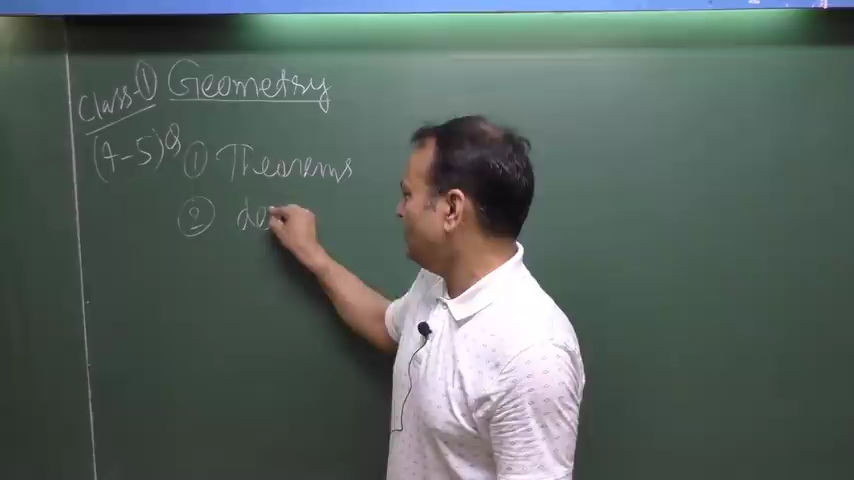 Class-① Geometry
(4-5)Q ① Theorems
②